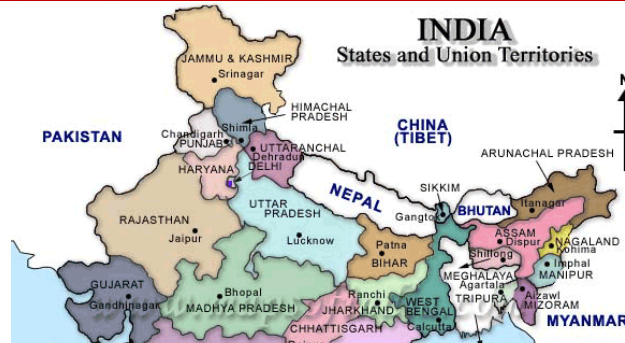 INDIA
States and Union Territories
N
JAMMU & KASHMIR
Srinagar
HIMACHAL
PRADESH
PAKISTAN
CHINA
(TIBET)
Chandigarh
Shimla
PUNJAB
UTTARANCHAL
Dehradun
HARYANA
DELHI
ARUNACHAL PRADESH
NEPAL
SIKKIM
Gangtok
BHUTAN
Itanagar
RAJASTHAN
Jaipur
UTTAR
PRADESH
Lucknow
Patna
BIHAR
ASSAM
Dispur
Shillong
NAGALAND
Kohima
Imphal
MANIPUR
MEGHALAYA
Agartala
TRIPURA
Aizawl
MIZORAM
GUJARAT
Gandhinagar
Bhopal
MADHYA PRADESH
Ranchi
JHARKHAND
WEST
BENGAL
Calcutta
CHHATTISGARH
MYANMAR